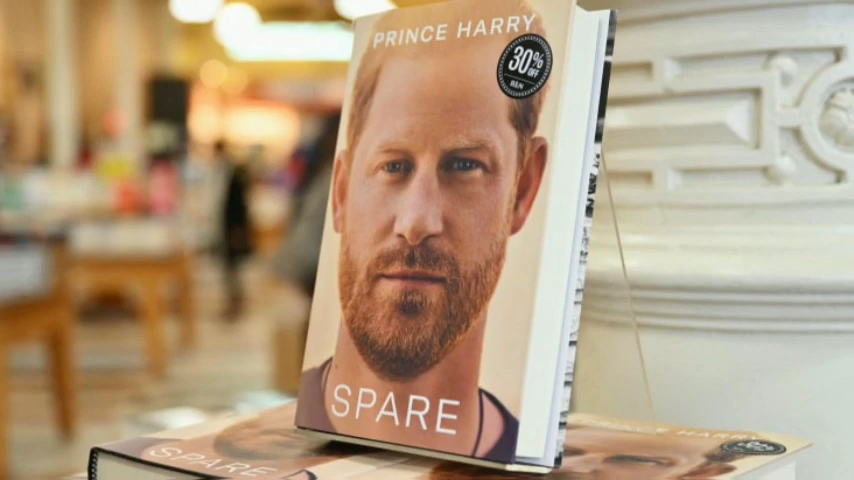 PRINCE HARRY
30%
OFF
B&N
SPARE
SPARE
PRINCE HARRY